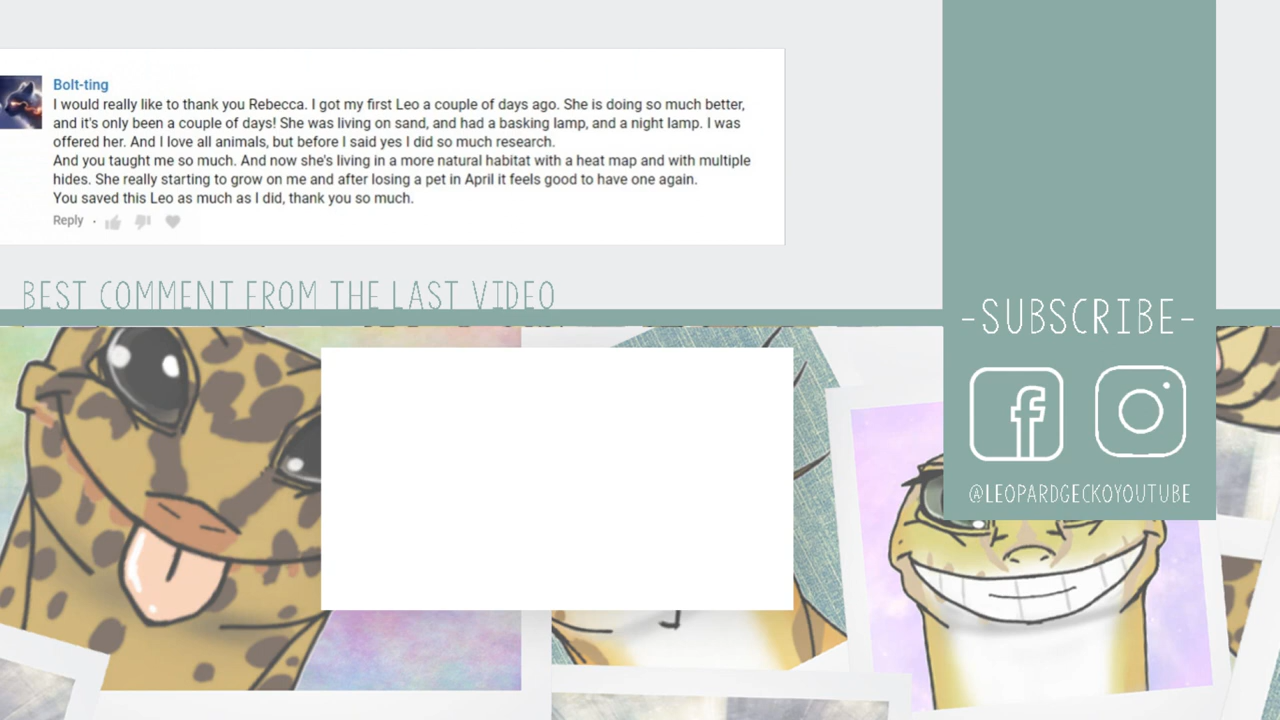 Bolt-ting
I would really like to thank you Rebecca. I got my first Leo a couple of days ago. She is doing so much better,
and it's only been a couple of days! She was living on sand, and had a basking lamp, and a night lamp. I was
offered her. And I love all animals, but before I said yes I did so much research.
And you taught me so much. And now she's living in a more natural habitat with a heat map and with multiple
hides. She really starting to grow on me and after losing a pet in April it feels good to have one again.
You saved this Leo as much as I did, thank you so much.
Reply ·
BEST COMMENT FROM THE LAST VIDEO
-SUBSCRIBE-
@LEOPARDGECKOYOUTUBE